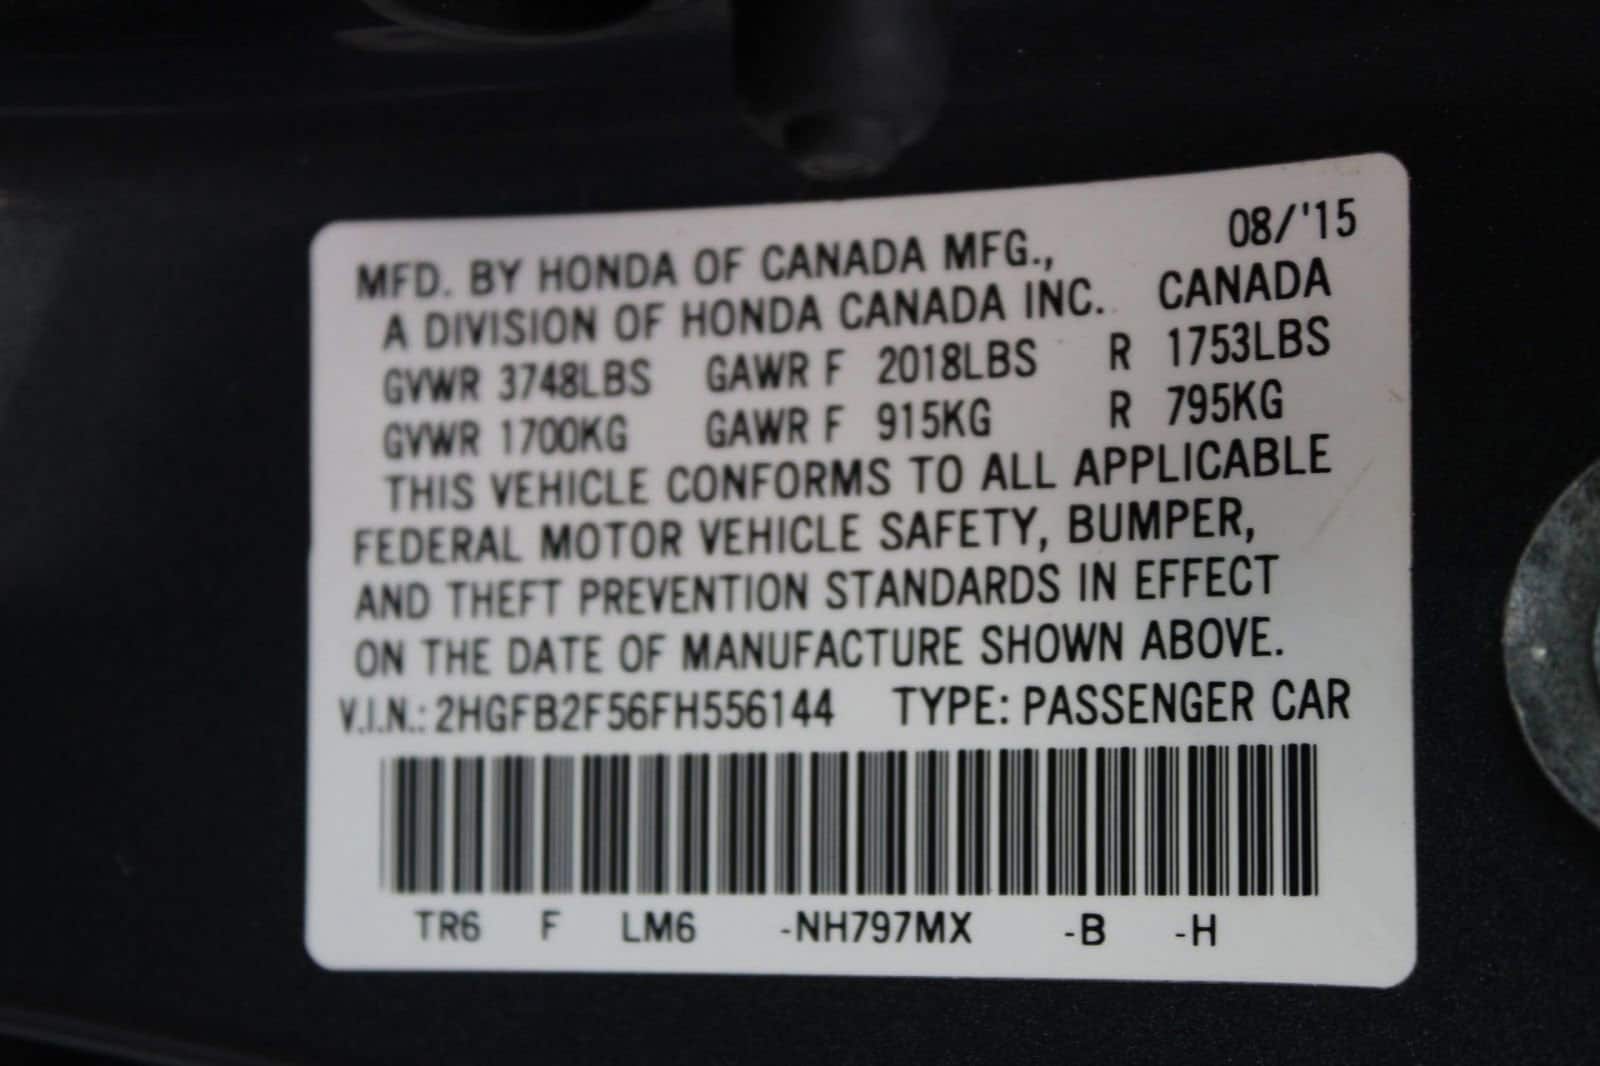 08/'15
MFD. BY HONDA OF CANADA MFG.,
A DIVISION OF HONDA CANADA INC. CANADA
GVWR 3748LBS GAWR F 2018LBS R 1753LBS
GVWR 1700KG GAWR F 915KG R 795KG
THIS VEHICLE CONFORMS TO ALL APPLICABLE
FEDERAL MOTOR VEHICLE SAFETY, BUMPER,
AND THEFT PREVENTION STANDARDS IN EFFECT
ON THE DATE OF MANUFACTURE SHOWN ABOVE.
V.I.N.: 2HGFB2F56FH556144 TYPE: PASSENGER CAR
TR6 F LM6 -NH797MX -B -H